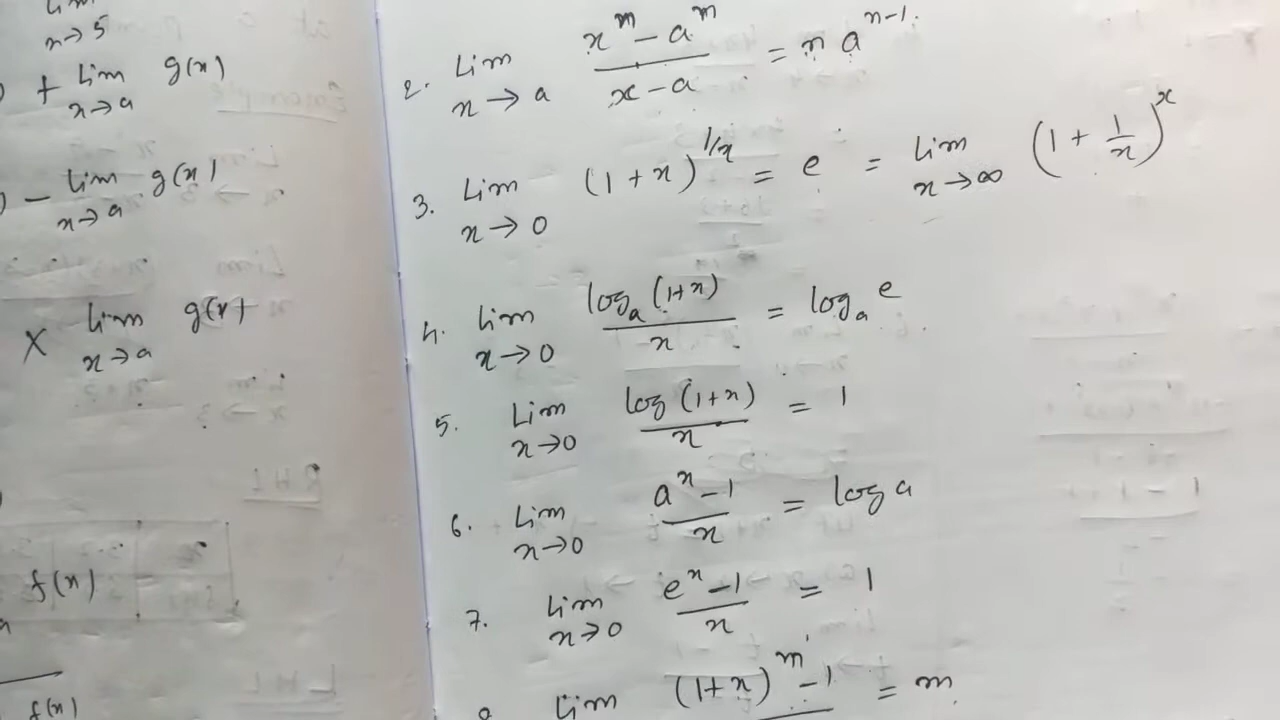 Lim
x→5
+ Lim x→a g(x)
- Lim x→a g(x)
X Lim x→a g(x)
f(x)
f(x)
2. Lim x→a (x^m - a^m)/(x - a) = n a^(n-1).
3. Lim x→0 (1+x)^(1/x) = e = Lim x→∞ (1 + 1/x)^x
4. Lim x→0 log_a (1+x)/x = log_a e
5. Lim x→0 log (1+x)/x = 1
6. Lim x→0 (a^x - 1)/x = log a
7. Lim x→0 (e^x - 1)/x = 1
Lim (1+x)^m - 1 = m